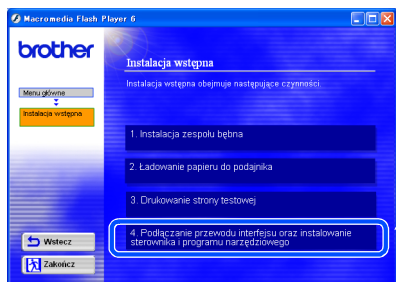 Macromedia Flash Player 6
brother
Menu główne
Instalacja wstępna
Instalacja wstępna
Instalacja wstępna obejmuje następujące czynności.
1. Instalacja zespołu bębna
2. Ładowanie papieru do podajnika
3. Drukowanie strony testowej
4. Podłączanie przewodu interfejsu oraz instalowanie
sterownika i programu narzędziowego
Wstecz
Zakończ